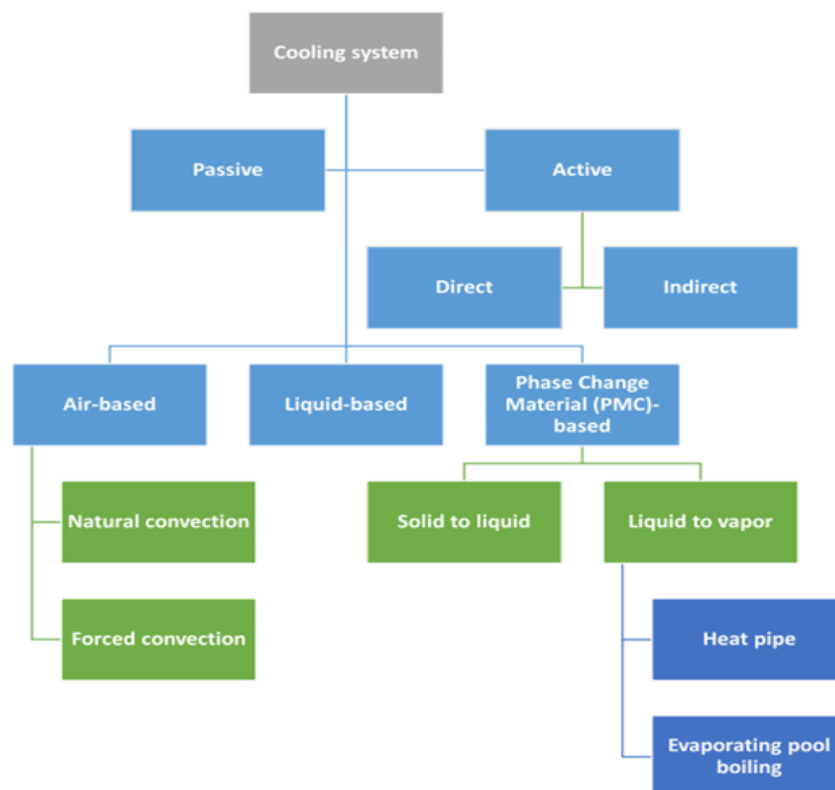 Cooling system
Passive
Active
Direct
Indirect
Air-based
Liquid-based
Phase Change
Material (PMC)-
based
Natural convection
Solid to liquid
Liquid to vapor
Forced convection
Heat pipe
Evaporating pool
boiling